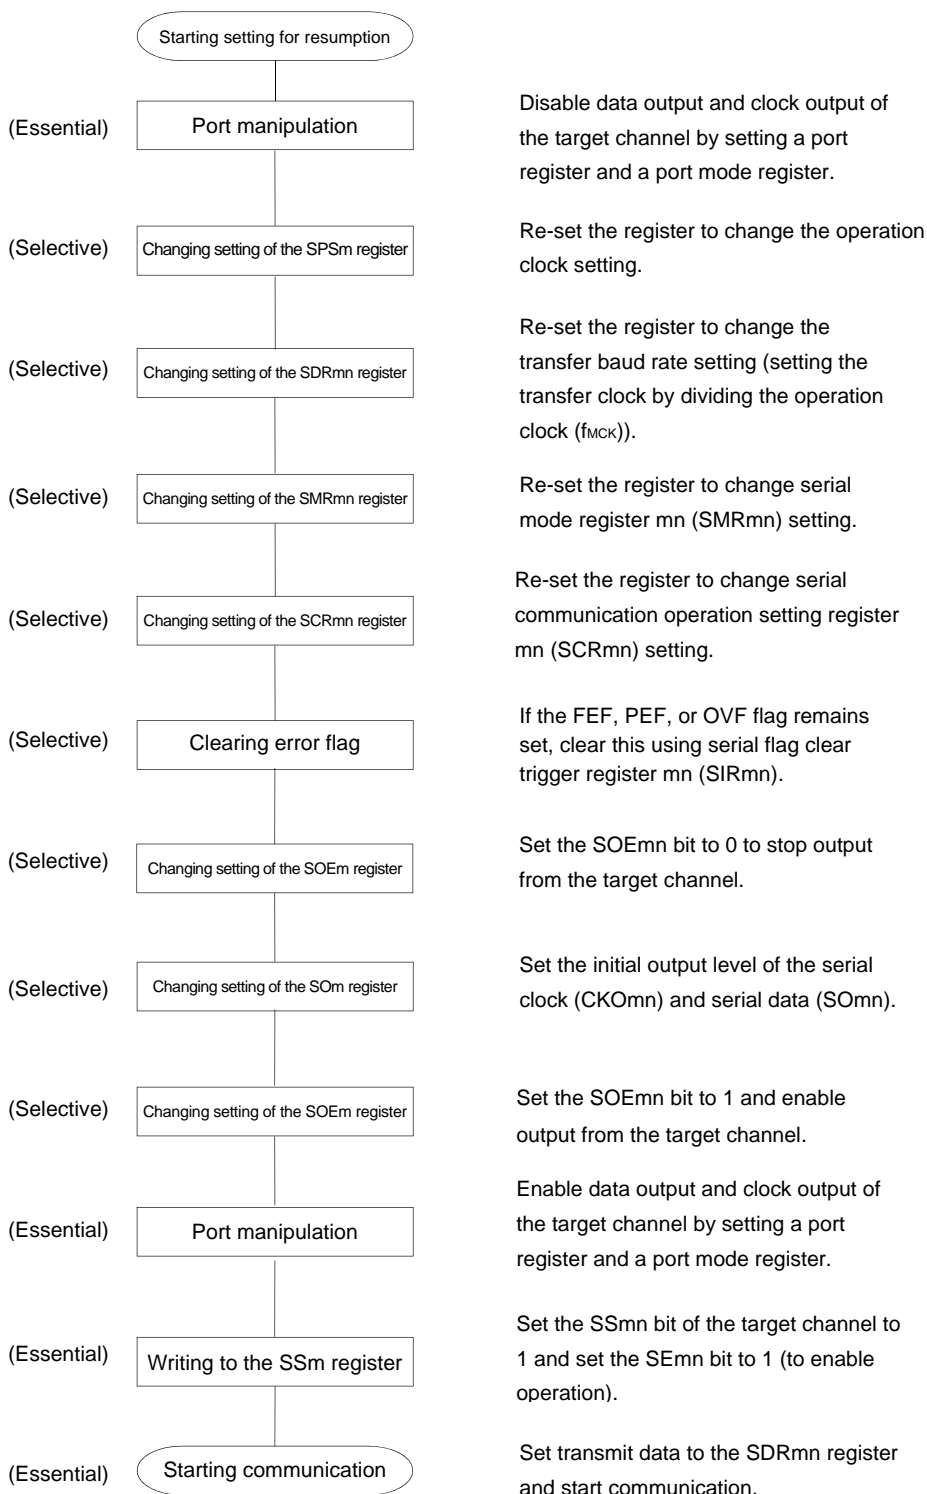 Starting setting for resumption
(Essential)
Port manipulation
Disable data output and clock output of
the target channel by setting a port
register and a port mode register.
(Selective)
Changing setting of the SPSm register
Re-set the register to change the operation
clock setting.
(Selective)
Changing setting of the SDRmn register
Re-set the register to change the
transfer baud rate setting (setting the
transfer clock by dividing the operation
clock (fMCK)).
(Selective)
Changing setting of the SMRmn register
Re-set the register to change serial
mode register mn (SMRmn) setting.
(Selective)
Changing setting of the SCRmn register
Re-set the register to change serial
communication operation setting register
mn (SCRmn) setting.
(Selective)
Clearing error flag
If the FEF, PEF, or OVF flag remains
set, clear this using serial flag clear
trigger register mn (SIRmn).
(Selective)
Changing setting of the SOEm register
Set the SOEmn bit to 0 to stop output
from the target channel.
(Selective)
Changing setting of the SOm register
Set the initial output level of the serial
clock (CKOmn) and serial data (SOmn).
(Selective)
Changing setting of the SOEm register
Set the SOEmn bit to 1 and enable
output from the target channel.
(Essential)
Port manipulation
Enable data output and clock output of
the target channel by setting a port
register and a port mode register.
(Essential)
Writing to the SSm register
Set the SSmn bit of the target channel to
1 and set the SEmn bit to 1 (to enable
operation).
(Essential)
Starting communication
Set transmit data to the SDRmn register
and start communication.